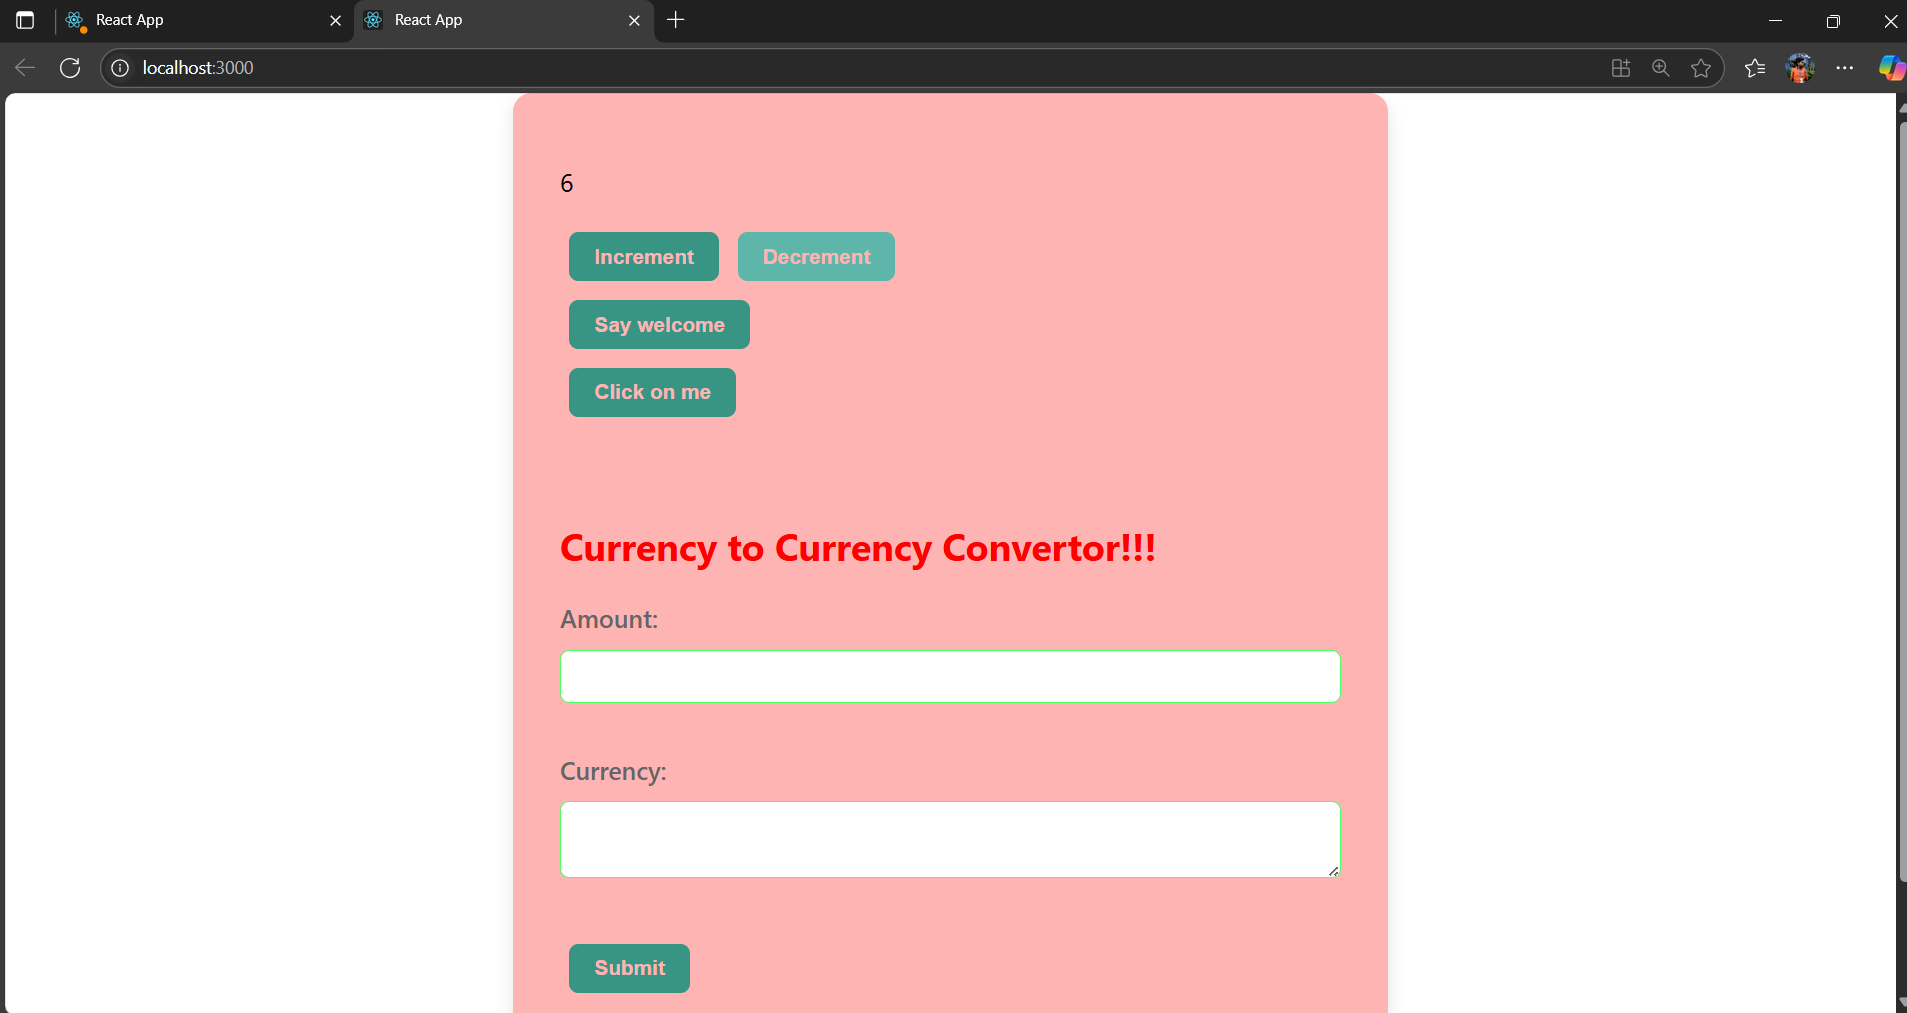 React App
React App
localhost:3000
6
Increment
Decrement
Say welcome
Click on me
Currency to Currency Convertor!!!
Amount:
Currency:
Submit